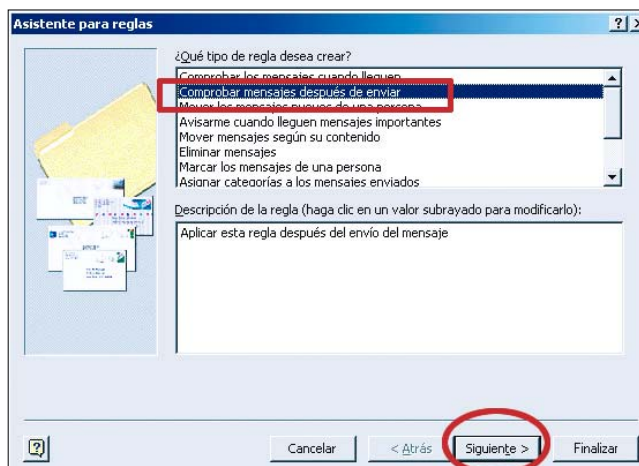 Asistente para reglas
¿Qué tipo de regla desea crear?
Comprobar los mensajes cuando lleguen
Comprobar mensajes después de enviar
Mover los mensajes nuevos de una persona
Avisarme cuando lleguen mensajes importantes
Mover mensajes según su contenido
Eliminar mensajes
Marcar los mensajes de una persona
Asignar categorías a los mensajes enviados
Descripción de la regla (haga clic en un valor subrayado para modificarlo):
Aplicar esta regla después del envío del mensaje
Cancelar
< Atrás
Siguiente >
Finalizar